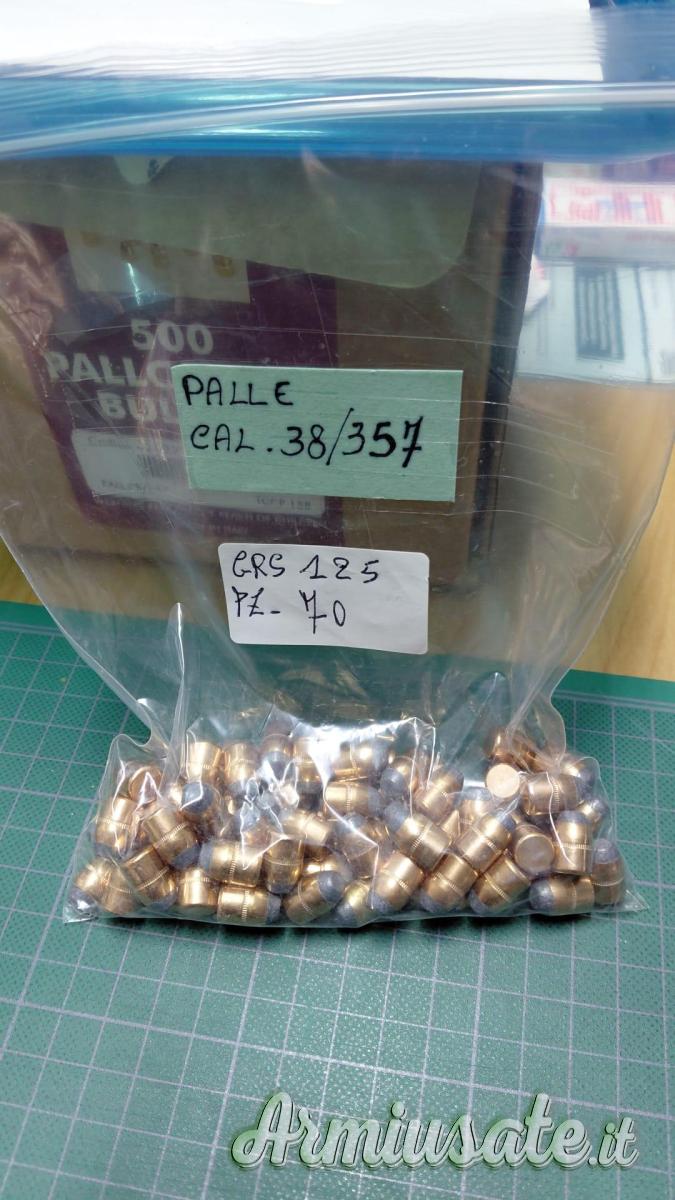 500
PALLE
CAL. 38/357
GRS 125
PZ- 70
Armiusate.it